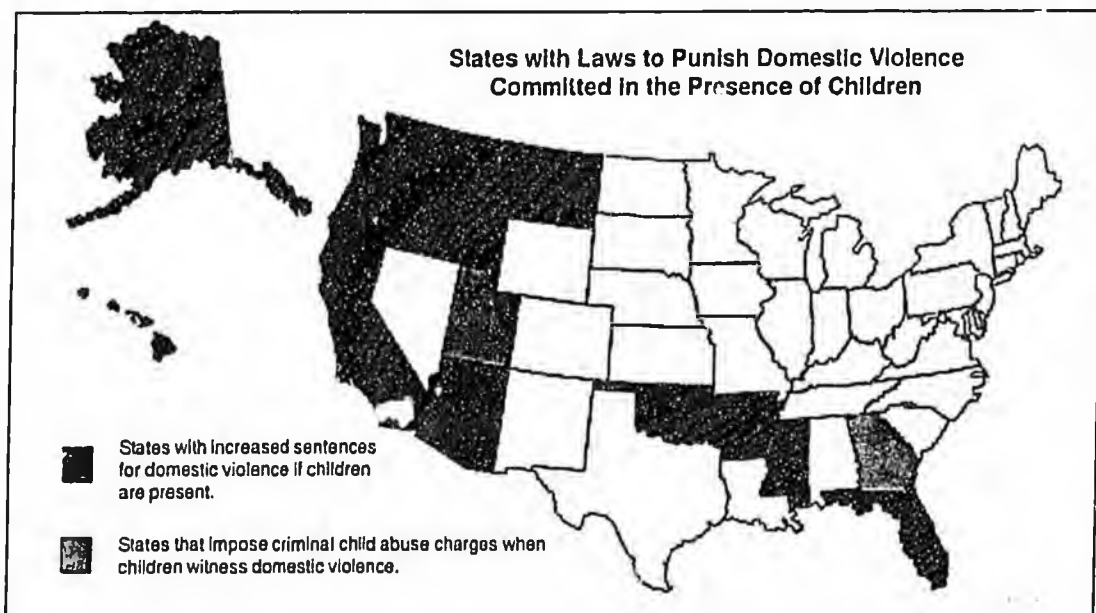 States with Laws to Punish Domestic Violence
Committed in the Presence of Children
States with increased sentences
for domestic violence if children
are present.
States that impose criminal child abuse charges when
children witness domestic violence.